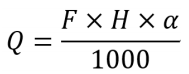 Q = F × H × α / 1000